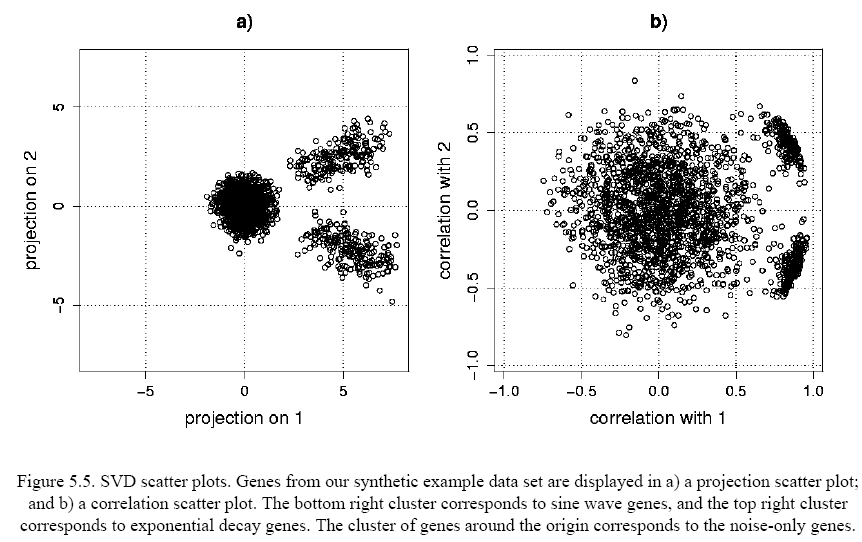 a)
5
0
−5
projection on 2
−5
0
5
projection on 1
b)
1.0
0.5
0.0
−0.5
−1.0
correlation with 2
−1.0
−0.5
0.0
0.5
1.0
correlation with 1
Figure 5.5. SVD scatter plots. Genes from our synthetic example data set are displayed in a) a projection scatter plot;
and b) a correlation scatter plot. The bottom right cluster corresponds to sine wave genes, and the top right cluster
corresponds to exponential decay genes. The cluster of genes around the origin corresponds to the noise-only genes.